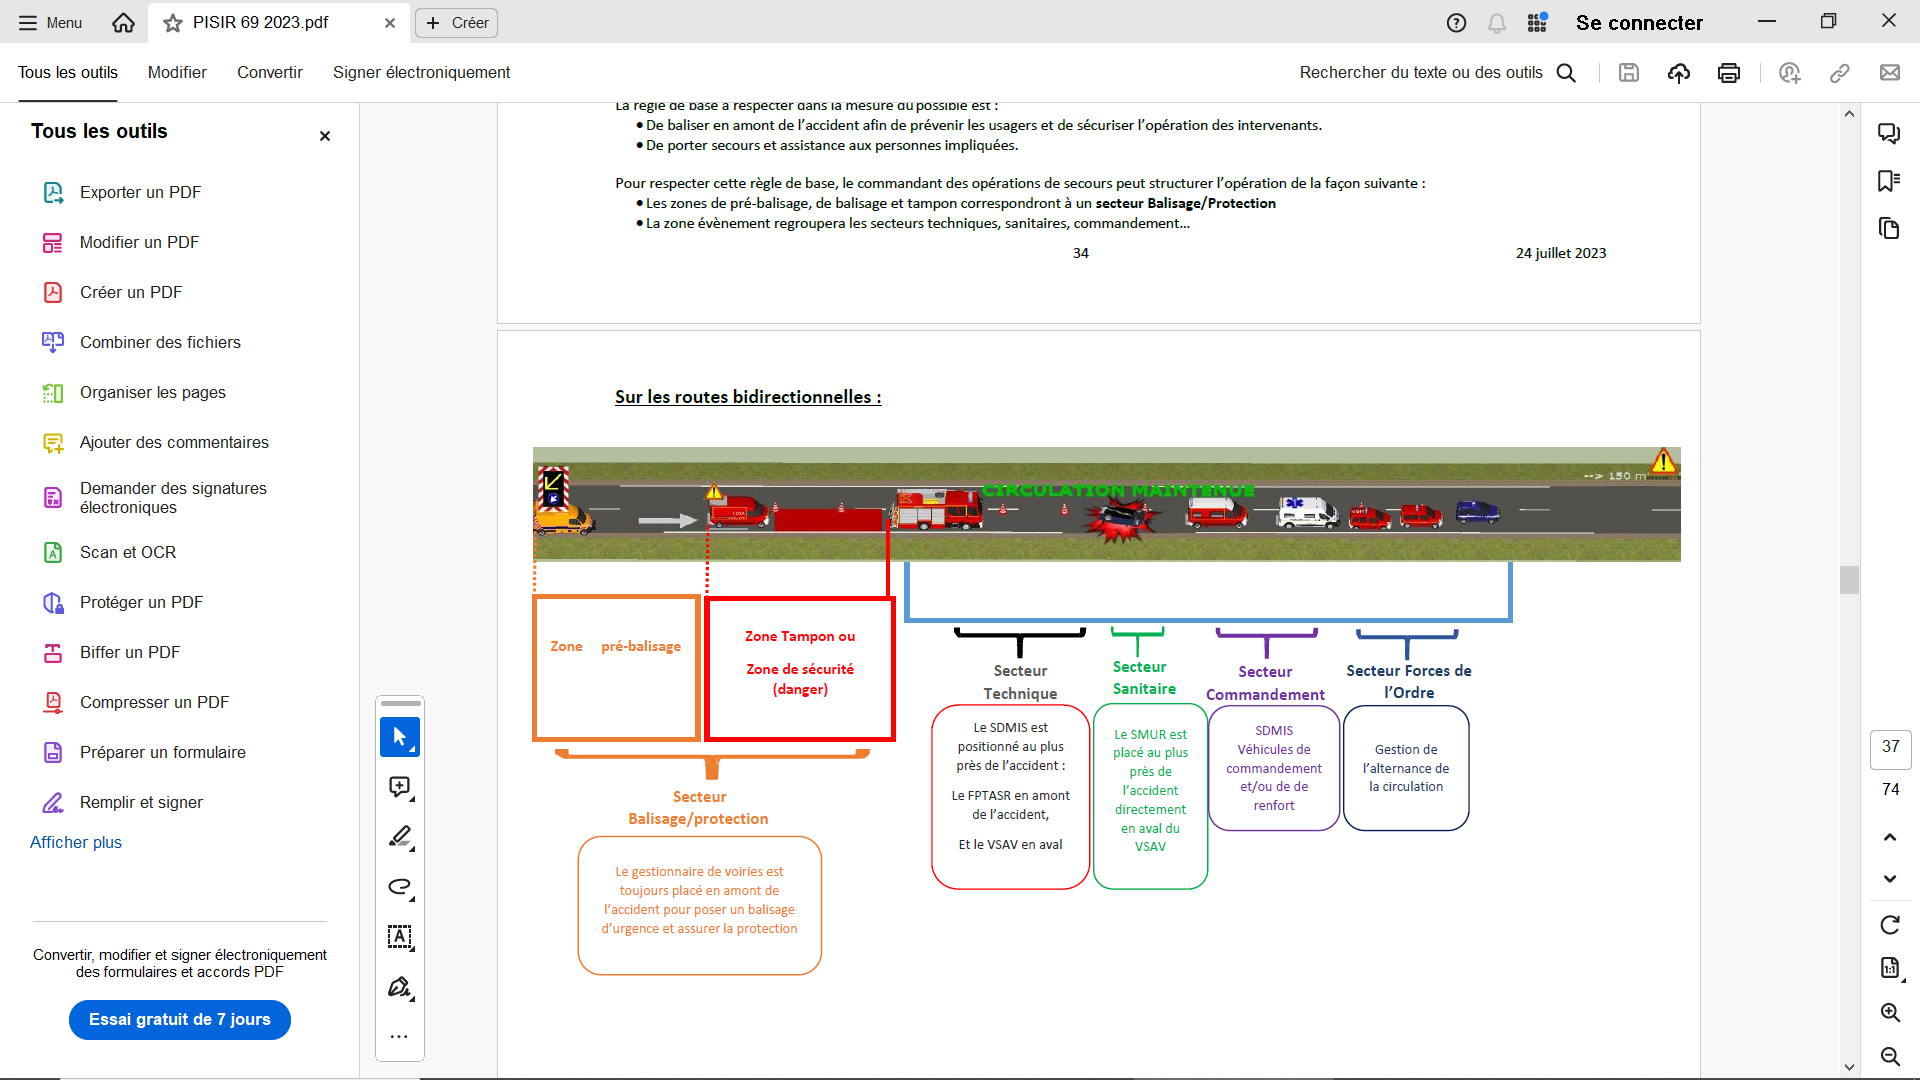 Menu
PISIR 69 2023.pdf
Créer
Se connecter
Tous les outils
Modifier
Convertir
Signer électroniquement
Rechercher du texte ou des outils
Tous les outils
Exporter un PDF
Modifier un PDF
Créer un PDF
Combiner des fichiers
Organiser les pages
Ajouter des commentaires
Demander des signatures
électroniques
Scan et OCR
Protéger un PDF
Biffer un PDF
Compresser un PDF
Préparer un formulaire
Remplir et signer
Afficher plus
Convertir, modifier et signer électroniquement
des formulaires et accords PDF
Essai gratuit de 7 jours
La règle de base à respecter dans la mesure du possible est :
• De baliser en amont de l’accident afin de prévenir les usagers et de sécuriser l’opération des intervenants.
• De porter secours et assistance aux personnes impliquées.
Pour respecter cette règle de base, le commandant des opérations de secours peut structurer l’opération de la façon suivante :
• Les zones de pré-balisage, de balisage et tampon correspondront à un secteur Balisage/Protection
• La zone évènement regroupera les secteurs techniques, sanitaires, commandement…
34
24 juillet 2023
Sur les routes bidirectionnelles :
--> 150 m
CIRCULATION MAINTENUE
Zone pré-balisage
Zone Tampon ou
Zone de sécurité
(danger)
Secteur
Balisage/protection
Le gestionnaire de voiries est
toujours placé en amont de
l’accident pour poser un balisage
d’urgence et assurer la protection
Secteur
Technique
Le SDMIS est
positionné au plus
près de l’accident :
Le FPTASR en amont
de l’accident,
Et le VSAV en aval
Secteur
Sanitaire
Le SMUR est
placé au plus
près de
l’accident
directement
en aval du
VSAV
Secteur
Commandement
SDMIS
Véhicules de
commandement
et/ou de de
renfort
Secteur Forces de
l’Ordre
Gestion de
l’alternance de
la circulation
37
74